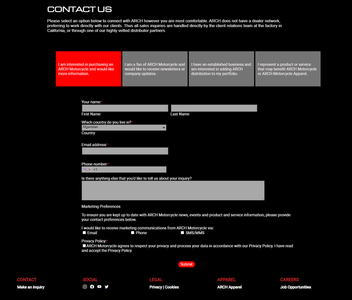 CONTACT US
Please select an option below to connect with ARCH however you are most comfortable. ARCH does not have a dealer network,
preferring to work directly with our clients. Thus all sales inquiries are handled directly by the client relations team at the factory in
California, or through one of our highly vetted distributor partners.
I am interested in purchasing an
ARCH Motorcycle and would like
more information.
I am a fan of ARCH Motorcycle and
would like to receive newsletters or
company updates.
I have an established business and
am interested in adding ARCH
distribution to my portfolio.
I represent a product or service
that may benefit ARCH Motorcycle
or ARCH Motorcycle Apparel.
Your name
First Name
Last Name
Which country do you live in?
Country
Email address
Phone number
Is there anything else that you'd like to tell us about your inquiry?
Marketing Preferences
To ensure you are kept up to date with ARCH Motorcycle news, events and product and service information, please provide
your contact preferences below.
I would like to receive marketing communications from ARCH Motorcycle via:
Email
Phone
SMS/MMS
Privacy Policy
ARCH Motorcycle agrees to respect your privacy and process your data in accordance with our Privacy Policy. I have read
and accept the Privacy Policy
Submit
CONTACT
SOCIAL
LEGAL
APPAREL
CAREERS
Make an Inquiry
Privacy | Cookies
ARCH Apparel
Job Opportunities